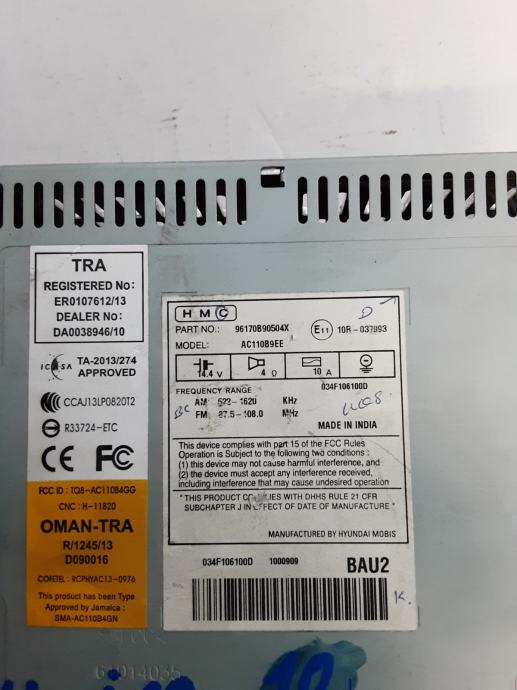 TRA
REGISTERED No:
ER0107612/13
DEALER No:
DA0038946/10
ICASA TA-2013/274
APPROVED
CCAJ13LP0820T2
R33724-ETC
CE FC
FCC ID : TQ8-AC110B4GG
CNC : H-11820
OMAN-TRA
R/1245/13
D090016
COFETEL : RCPHYAC13-0976
This product has been Type
Approved by Jamaica :
SMA-AC110B4GN
HMC
PART NO.: 96170B90504X E11 10R-037993
MODEL: AC110B9EE
14.4 V 4 Ω 10 A
034F106100D
FREQUENCY RANGE
AM 522-1620 KHz
FM 87.5-108.0 MHz
MADE IN INDIA
This device complies with part 15 of the FCC Rules
Operation is Subject to the following two conditions :
(1) this device may not cause harmful interference, and
(2) the device must accept any interference received,
including interference that may cause undesired operation
"THIS PRODUCT COMPLIES WITH DHHS RULE 21 CFR
SUBCHAPTER J IN EFFECT OF DATE OF MANUFACTURE"
MANUFACTURED BY HYUNDAI MOBIS
034F106100D 1000909 BAU2
K.
61014035